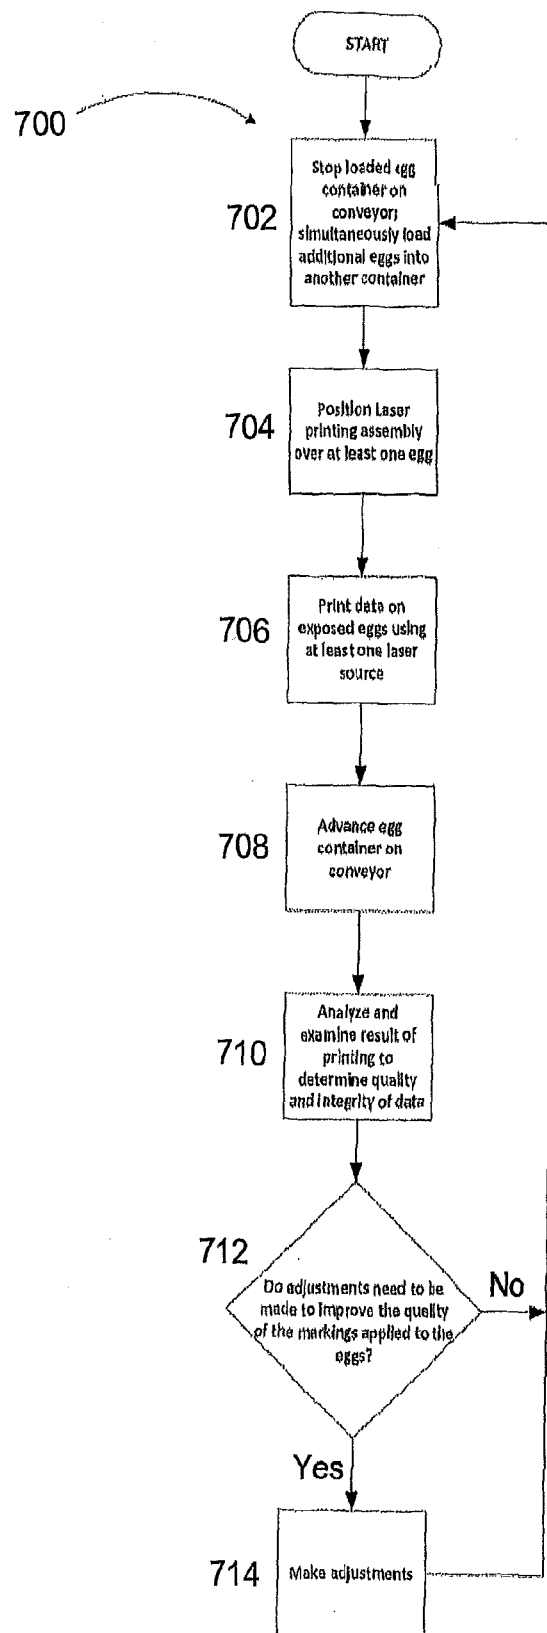 START
700
702
Stop loaded egg
container on
conveyor;
simultaneously load
additional eggs into
another container
704
Position Laser
printing assembly
over at least one egg
706
Print data on
exposed eggs using
at least one laser
source
708
Advance egg
container on
conveyor
710
Analyze and
examine result of
printing to
determine quality
and integrity of data
712
Do adjustments need to be
made to improve the quality
of the markings applied to the
eggs?
No
Yes
714
Make adjustments